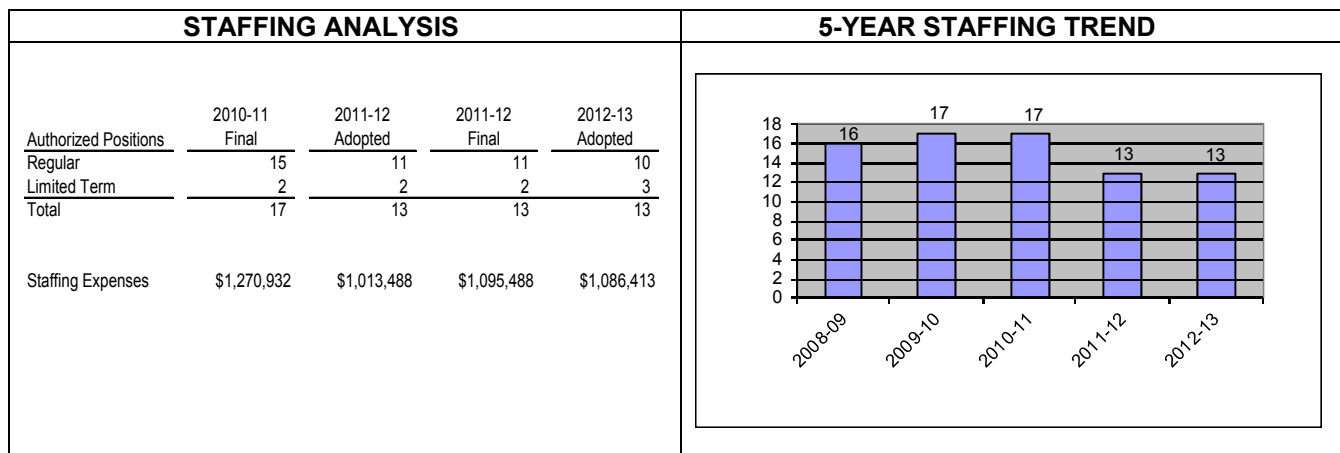 STAFFING ANALYSIS
2010-11 2011-12 2011-12 2012-13
Authorized Positions Final Adopted Final Adopted
Regular 15 11 11 10
Limited Term 2 2 2 3
Total 17 13 13 13
Staffing Expenses $1,270,932 $1,013,488 $1,095,488 $1,086,413
5-YEAR STAFFING TREND
18
16
14
12
10
8
6
4
2
0
16 17 17 13 13
2008-09 2009-10 2010-11 2011-12 2012-13